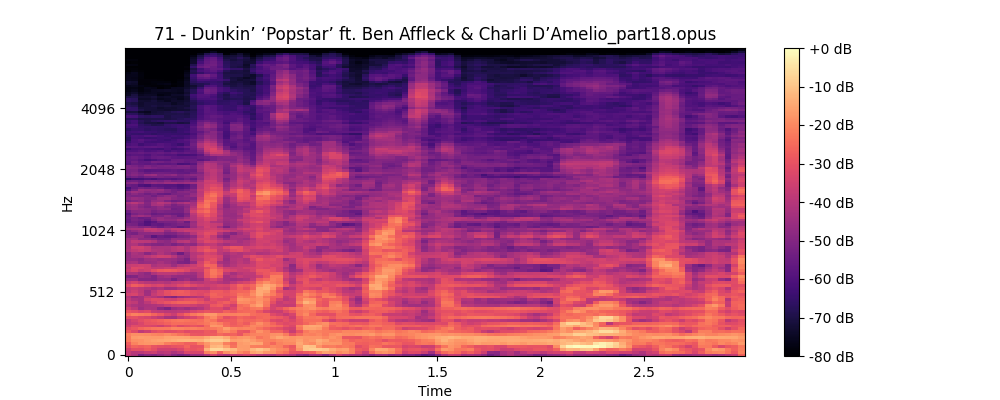 71 - Dunkin’ ‘Popstar’ ft. Ben Affleck & Charli D’Amelio_part18.opus
+0 dB
4096
-10 dB
-20 dB
2048
-30 dB
Hz
-40 dB
1024
-50 dB
512
-60 dB
-70 dB
0
-80 dB
0
0.5
1
1.5
2
2.5
Time